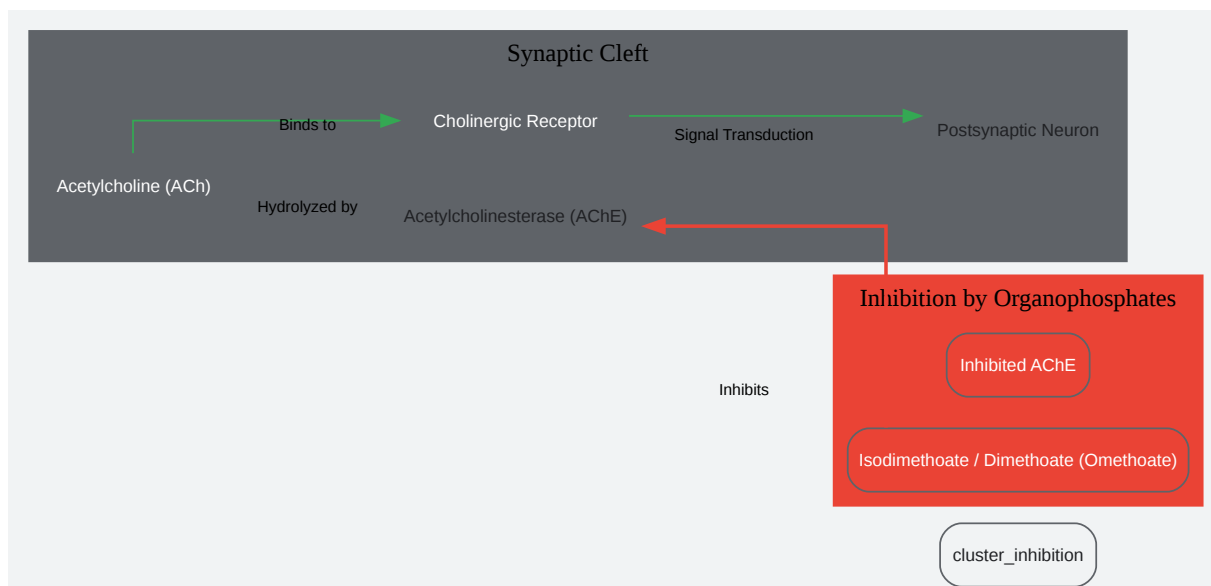 Synaptic Cleft
Binds to
Cholinergic Receptor
Signal Transduction
Postsynaptic Neuron
Acetylcholine (ACh)
Hydrolyzed by
Acetylcholinesterase (AChE)
Inhibition by Organophosphates
Inhibited AChE
Inhibits
Isodimethoate / Dimethoate (Omethoate)
cluster_inhibition